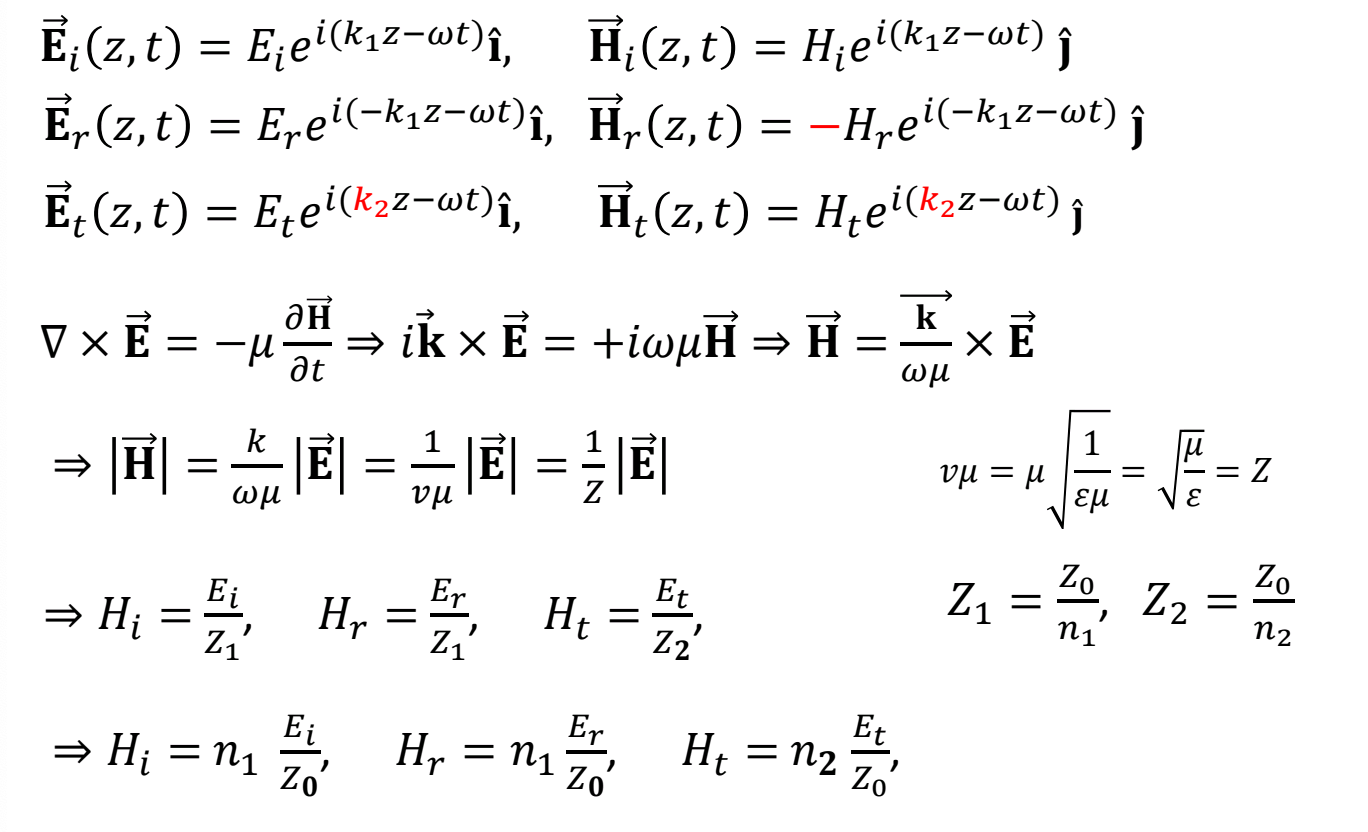 E⃗ᵢ(z, t) = Eᵢe^{i(k₁z−ωt)}î, H⃗ᵢ(z, t) = Hᵢe^{i(k₁z−ωt)} ĵ
E⃗ᵣ(z, t) = Eᵣe^{i(−k₁z−ωt)}î, H⃗ᵣ(z, t) = −Hᵣe^{i(−k₁z−ωt)} ĵ
E⃗ₜ(z, t) = Eₜe^{i(k₂z−ωt)}î, H⃗ₜ(z, t) = Hₜe^{i(k₂z−ωt)} ĵ
∇ × E⃗ = −μ ∂H⃗/∂t ⇒ ik⃗ × E⃗ = +iωμH⃗ ⇒ H⃗ = k⃗/ωμ × E⃗
⇒ |H⃗| = k/ωμ |E⃗| = 1/vμ |E⃗| = 1/Z |E⃗| vμ = μ√(1/εμ) = √(μ/ε) = Z
⇒ Hᵢ = Eᵢ/Z₁, Hᵣ = Eᵣ/Z₁, Hₜ = Eₜ/Z₂, Z₁ = Z₀/n₁, Z₂ = Z₀/n₂
⇒ Hᵢ = n₁ Eᵢ/Z₀, Hᵣ = n₁ Eᵣ/Z₀, Hₜ = n₂ Eₜ/Z₀,